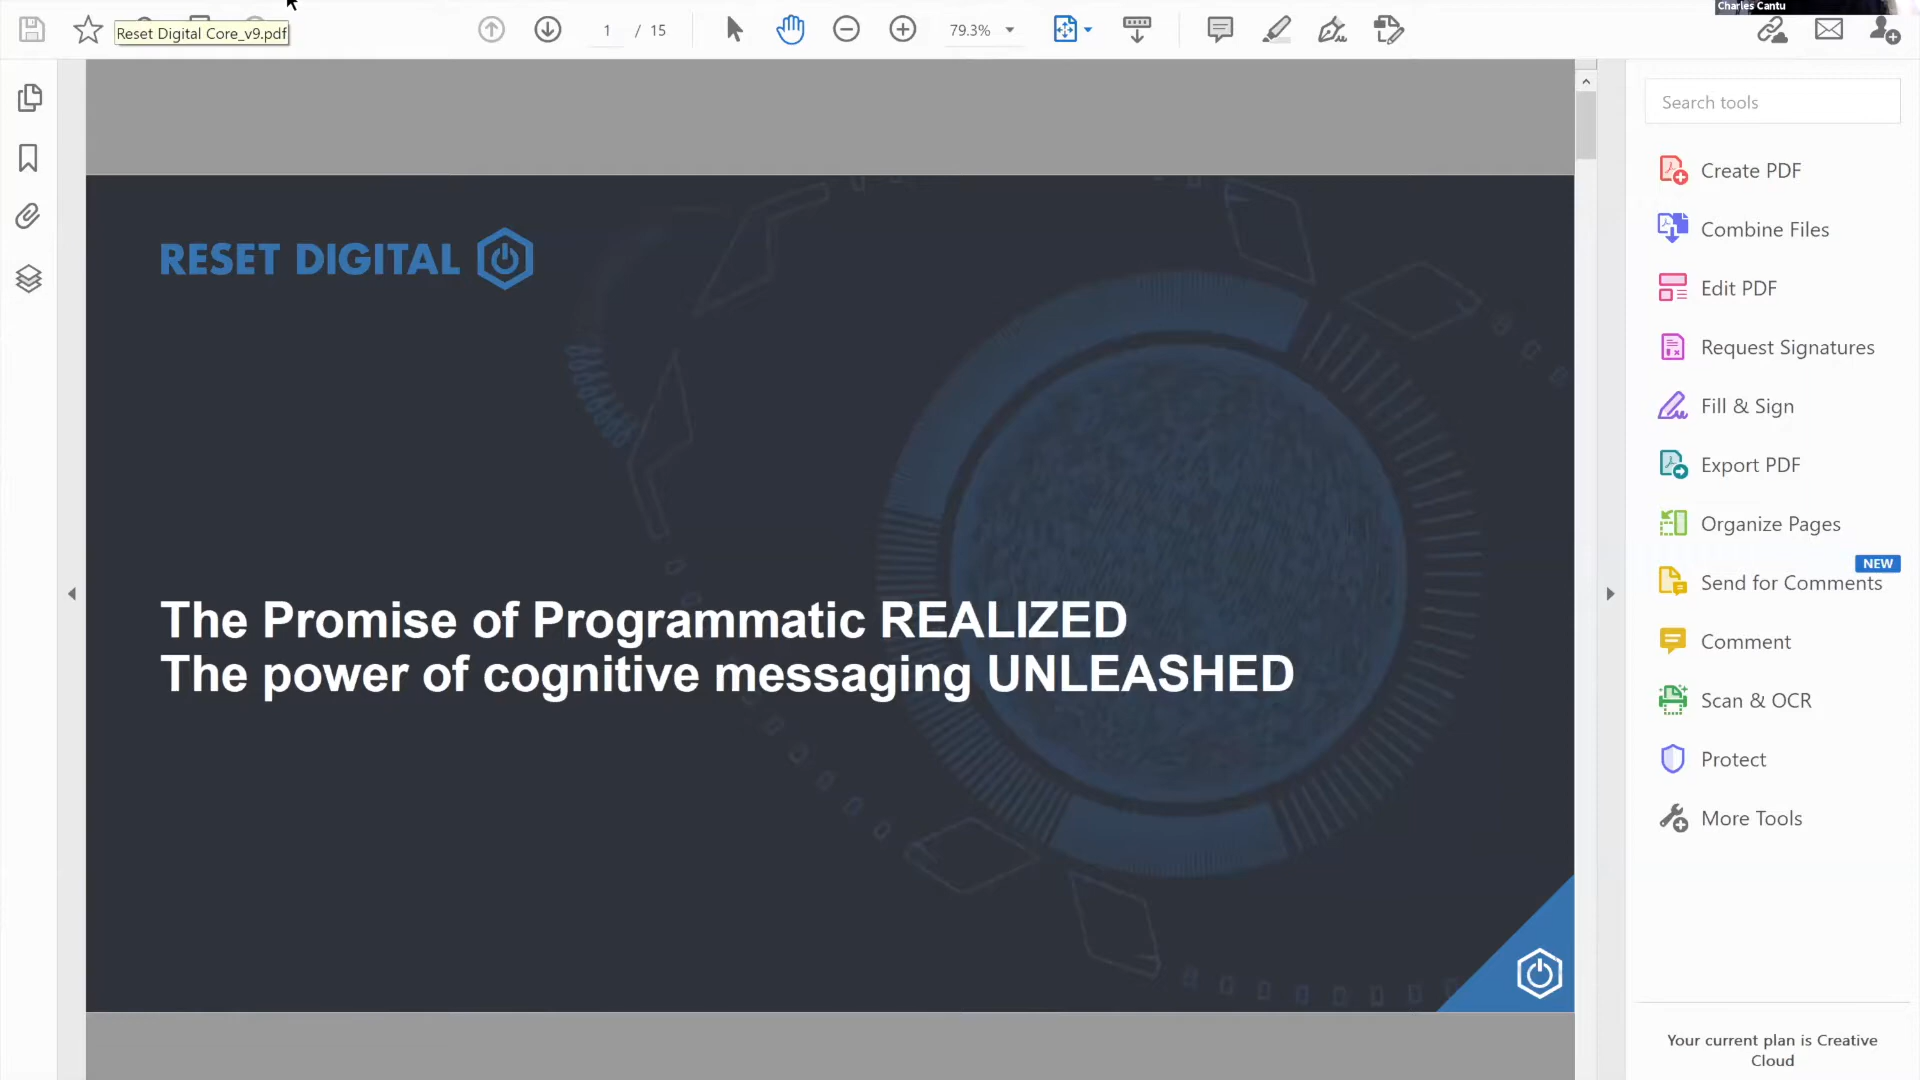 Charles Cantu
Reset Digital Core_v9.pdf
1 / 15
79.3%
Search tools
Create PDF
Combine Files
Edit PDF
Request Signatures
Fill & Sign
Export PDF
Organize Pages
NEW
Send for Comments
Comment
Scan & OCR
Protect
More Tools
Your current plan is Creative
Cloud
RESET DIGITAL
The Promise of Programmatic REALIZED
The power of cognitive messaging UNLEASHED